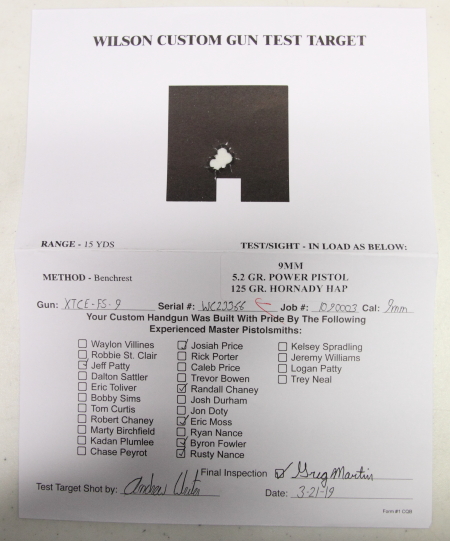 WILSON CUSTOM GUN TEST TARGET
RANGE - 15 YDS TEST/SIGHT - IN LOAD AS BELOW:
9MM
METHOD - Benchrest 5.2 GR. POWER PISTOL
125 GR. HORNADY HAP
Gun: XTCE-FS-9 Serial #: Job #: Cal: 9mm
Your Custom Handgun Was Built With Pride By The Following
Experienced Master Pistolsmiths:
Waylon Villines Josiah Price Kelsey Spradling
Robbie St. Clair Rick Porter Jeremy Williams
Jeff Patty Caleb Price Logan Patty
Dalton Sattler Trevor Bowen Trey Neal
Eric Toliver Randall Chaney
Bobby Sims Josh Durham
Tom Curtis Jon Doty
Robert Chaney Eric Moss
Marty Birchfield Ryan Nance
Kadan Plumlee Byron Fowler
Chase Peyrot Rusty Nance
Final Inspection Greg Martin
Test Target Shot by: Date: 3-21-19
Form #1 CQB